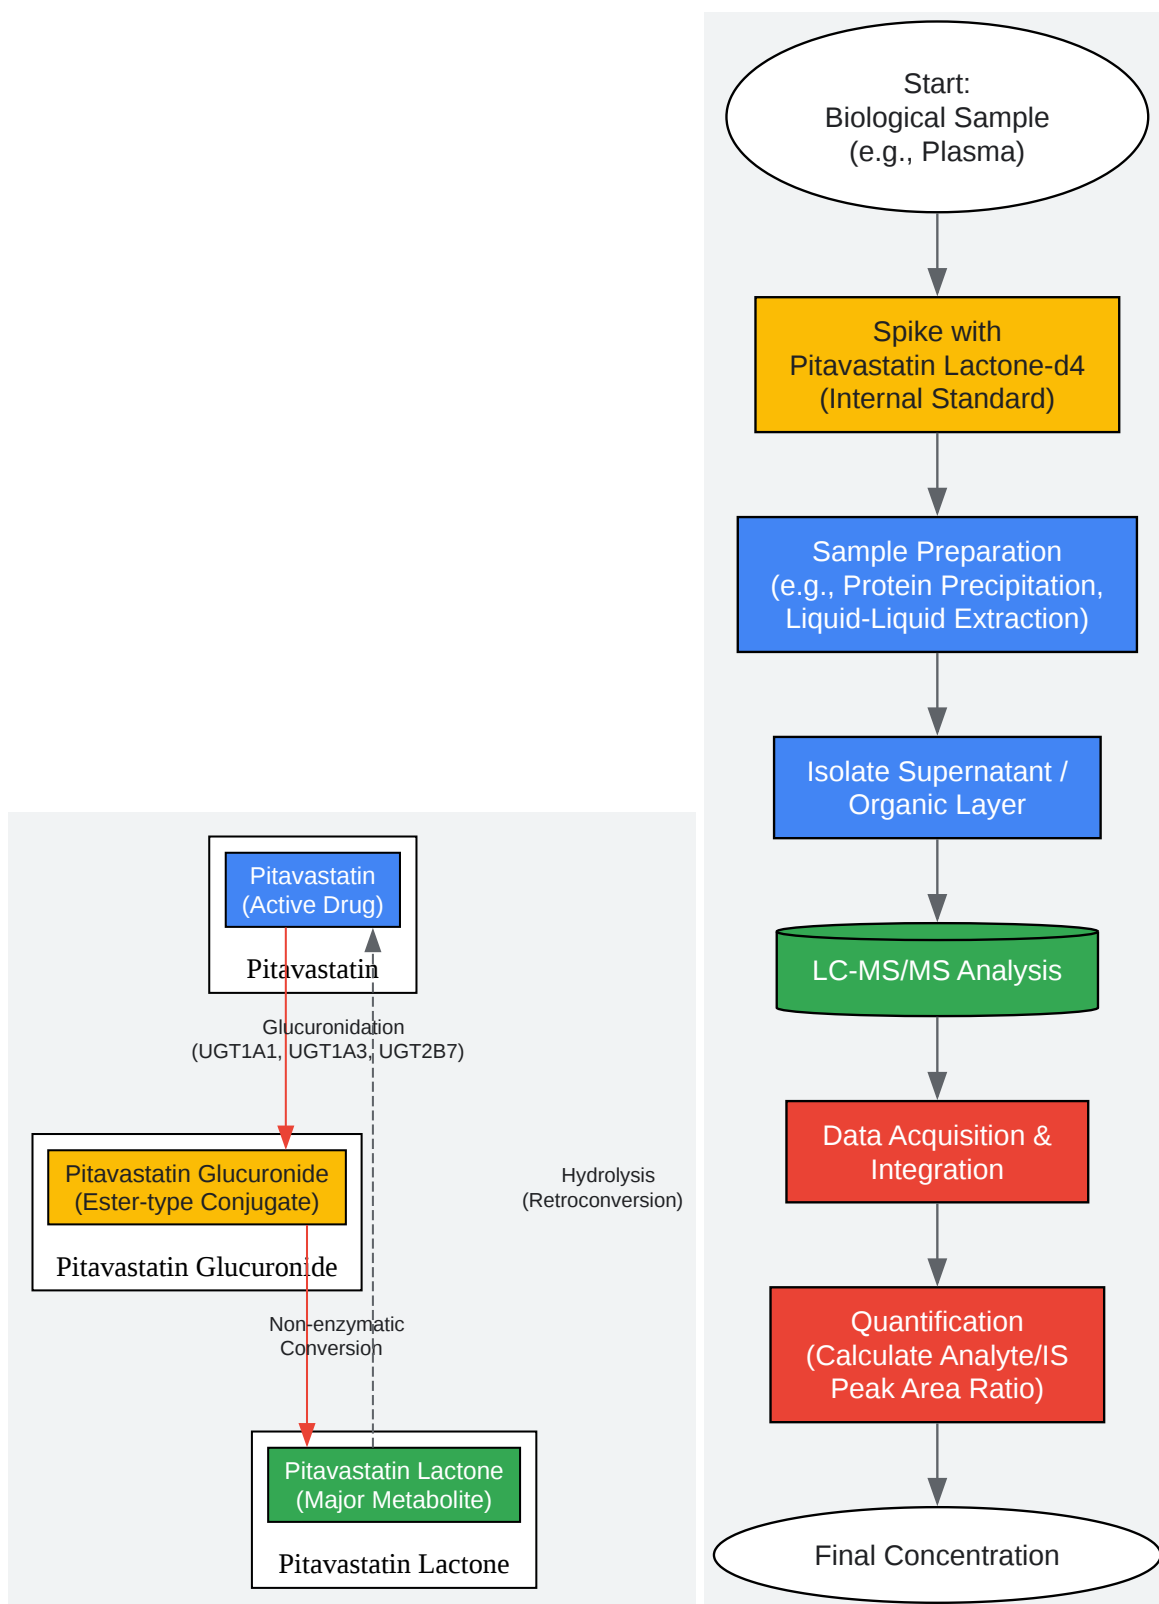 Start:
Biological Sample
(e.g., Plasma)
Spike with
Pitavastatin Lactone-d4
(Internal Standard)
Sample Preparation
(e.g., Protein Precipitation,
Liquid-Liquid Extraction)
Isolate Supernatant /
Organic Layer
LC-MS/MS Analysis
Data Acquisition &
Integration
Quantification
(Calculate Analyte/IS
Peak Area Ratio)
Final Concentration
Pitavastatin
(Active Drug)
Pitavastatin
Glucuronidation
(UGT1A1, UGT1A3, UGT2B7)
Pitavastatin Glucuronide
(Ester-type Conjugate)
Pitavastatin Glucuronide
Hydrolysis
(Retroconversion)
Non-enzymatic
Conversion
Pitavastatin Lactone
(Major Metabolite)
Pitavastatin Lactone